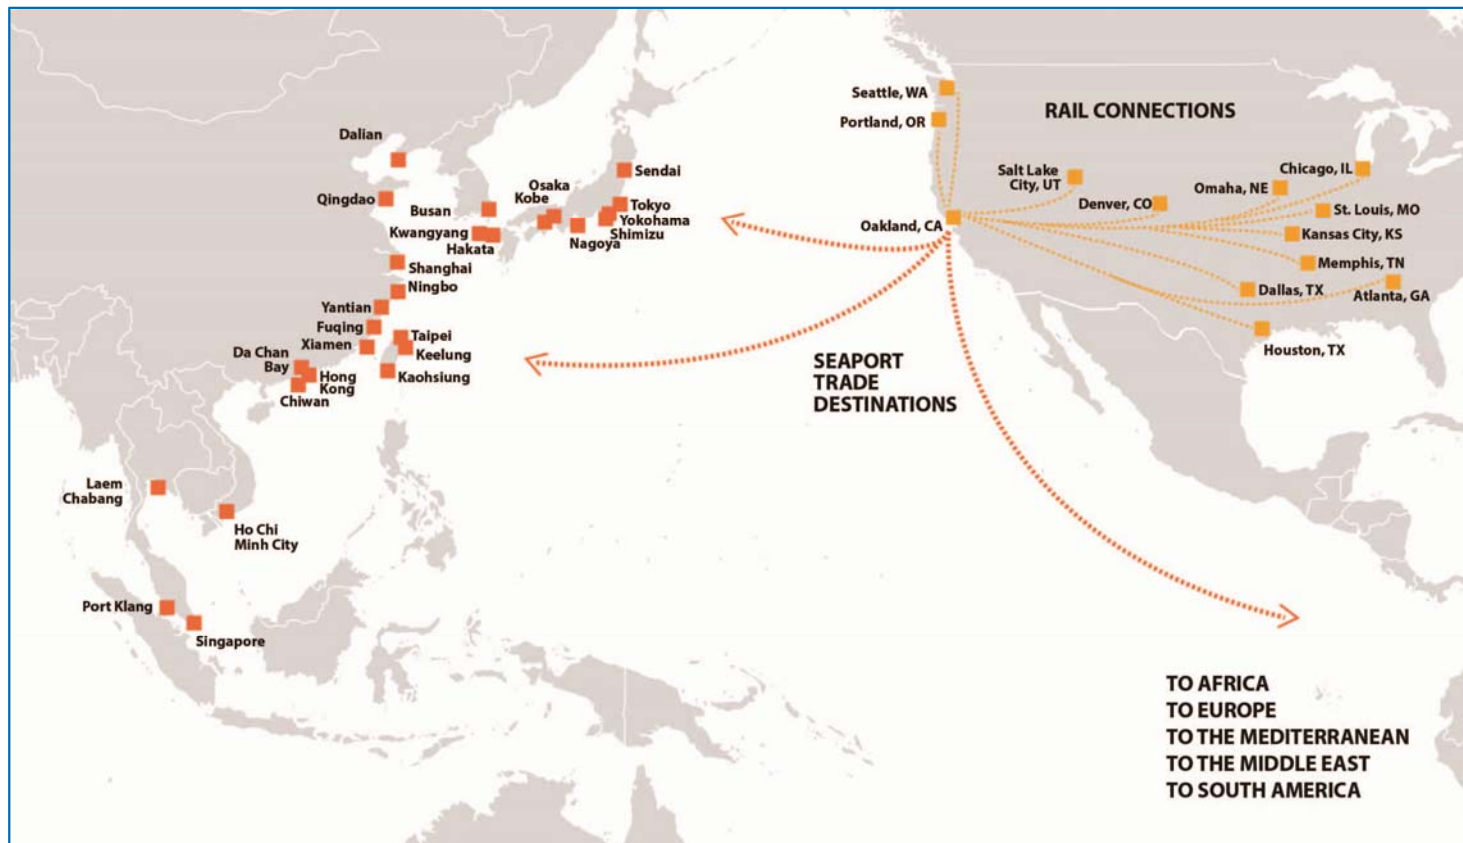 Dalian
Qingdao
Busan
Kwangyang
Hakata
Osaka
Kobe
Nagoya
Sendai
Tokyo
Yokohama
Shimizu
Shanghai
Ningbo
Yantian
Fuqing
Xiamen
Taipei
Keelung
Kaohsiung
Da Chan
Bay
Hong
Kong
Chiwan
Laem
Chabang
Ho Chi
Minh City
Port Klang
Singapore
Seattle, WA
Portland, OR
Oakland, CA
RAIL CONNECTIONS
Salt Lake
City, UT
Denver, CO
Omaha, NE
Chicago, IL
St. Louis, MO
Kansas City, KS
Memphis, TN
Dallas, TX
Atlanta, GA
Houston, TX
SEAPORT
TRADE
DESTINATIONS
TO AFRICA
TO EUROPE
TO THE MEDITERRANEAN
TO THE MIDDLE EAST
TO SOUTH AMERICA